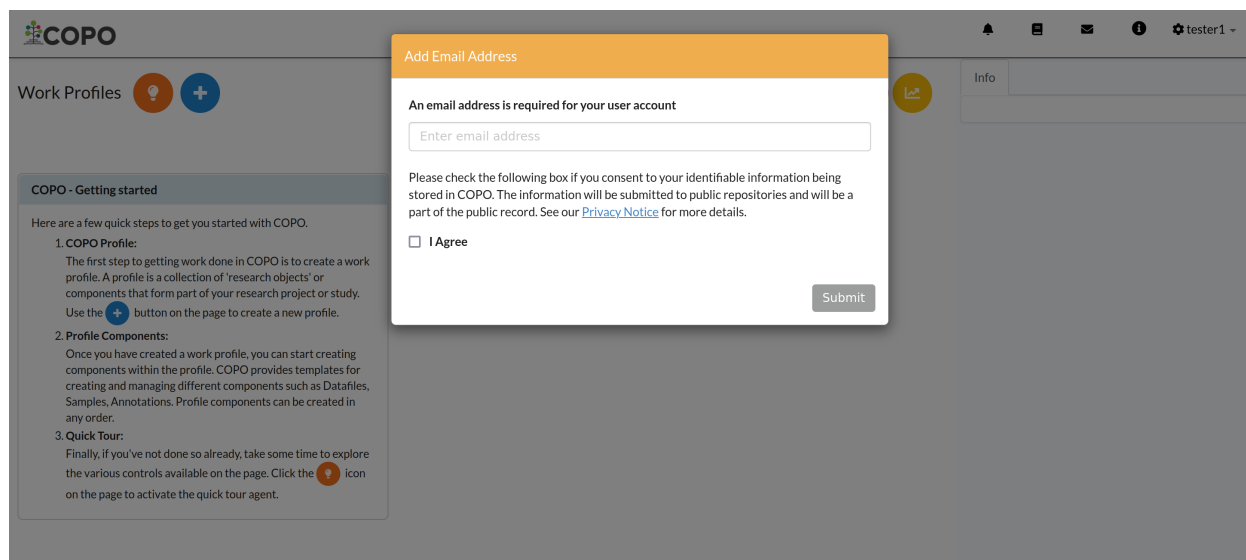 COPO
tester1
Work Profiles
Info
Add Email Address
An email address is required for your user account
Enter email address
Please check the following box if you consent to your identifiable information being
stored in COPO. The information will be submitted to public repositories and will be a
part of the public record. See our Privacy Notice for more details.
I Agree
Submit
COPO - Getting started
Here are a few quick steps to get you started with COPO.
1. COPO Profile:
The first step to getting work done in COPO is to create a work
profile. A profile is a collection of 'research objects' or
components that form part of your research project or study.
Use the + button on the page to create a new profile.
2. Profile Components:
Once you have created a work profile, you can start creating
components within the profile. COPO provides templates for
creating and managing different components such as Datafiles,
Samples, Annotations. Profile components can be created in
any order.
3. Quick Tour:
Finally, if you've not done so already, take some time to explore
the various controls available on the page. Click the icon
on the page to activate the quick tour agent.